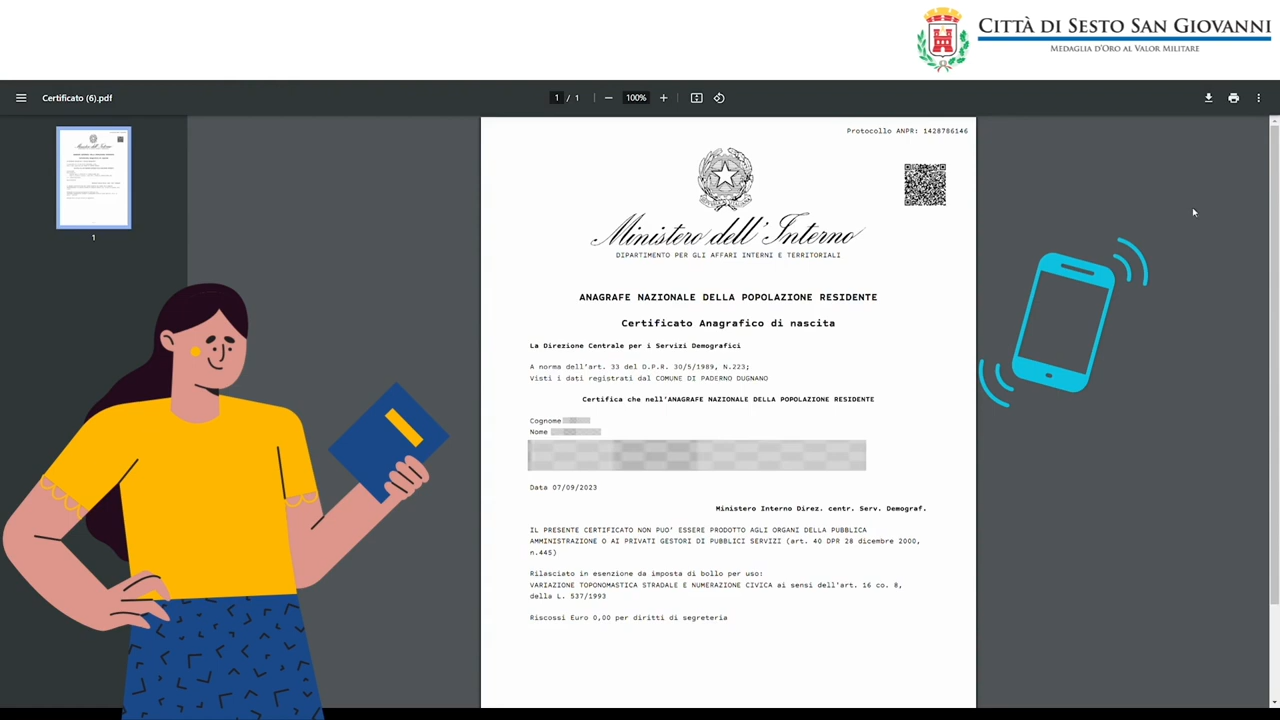 CITTÀ DI SESTO SAN GIOVANNI
MEDAGLIA D'ORO AL VALOR MILITARE
Certificato (6).pdf
1 / 1
100%
1
Protocollo ANPR: 1428786146
Ministero dell'Interno
DIPARTIMENTO PER GLI AFFARI INTERNI E TERRITORIALI
ANAGRAFE NAZIONALE DELLA POPOLAZIONE RESIDENTE
Certificato Anagrafico di nascita
La Direzione Centrale per i Servizi Demografici
A norma dell'art. 33 del D.P.R. 30/5/1989, N.223;
Visti i dati registrati dal COMUNE DI PADERNO DUGNANO
Certifica che nell'ANAGRAFE NAZIONALE DELLA POPOLAZIONE RESIDENTE
Cognome
Nome
Data 07/09/2023
Ministero Interno Direz. centr. Serv. Demograf.
IL PRESENTE CERTIFICATO NON PUO' ESSERE PRODOTTO AGLI ORGANI DELLA PUBBLICA
AMMINISTRAZIONE O AI PRIVATI GESTORI DI PUBBLICI SERVIZI (art. 40 DPR 28 dicembre 2000,
n.445)
Rilasciato in esenzione da imposta di bollo per uso:
VARIAZIONE TOPONOMASTICA STRADALE E NUMERAZIONE CIVICA ai sensi dell'art. 16 co. 8,
della L. 537/1993
Riscossi Euro 0,00 per diritti di segreteria